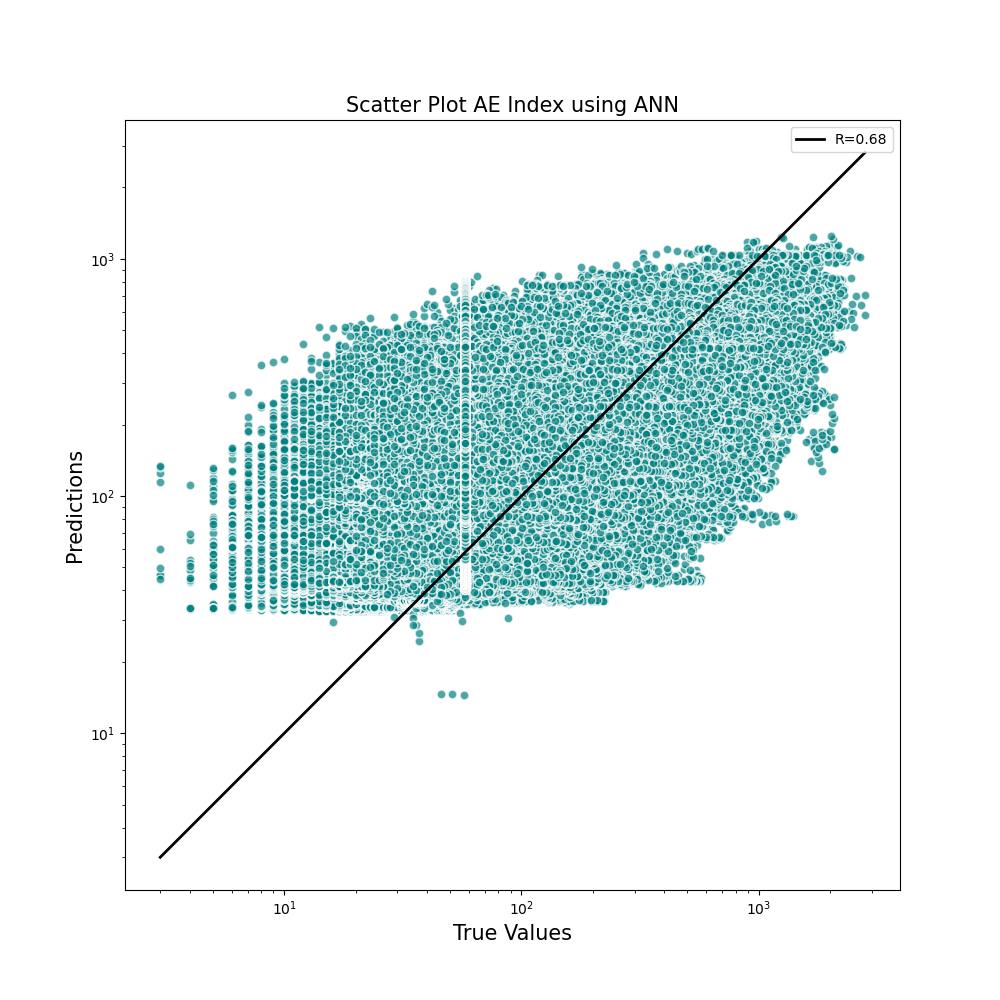 Scatter Plot AE Index using ANN
R=0.68
Predictions
10³
10²
10¹
10¹
10²
10³
True Values